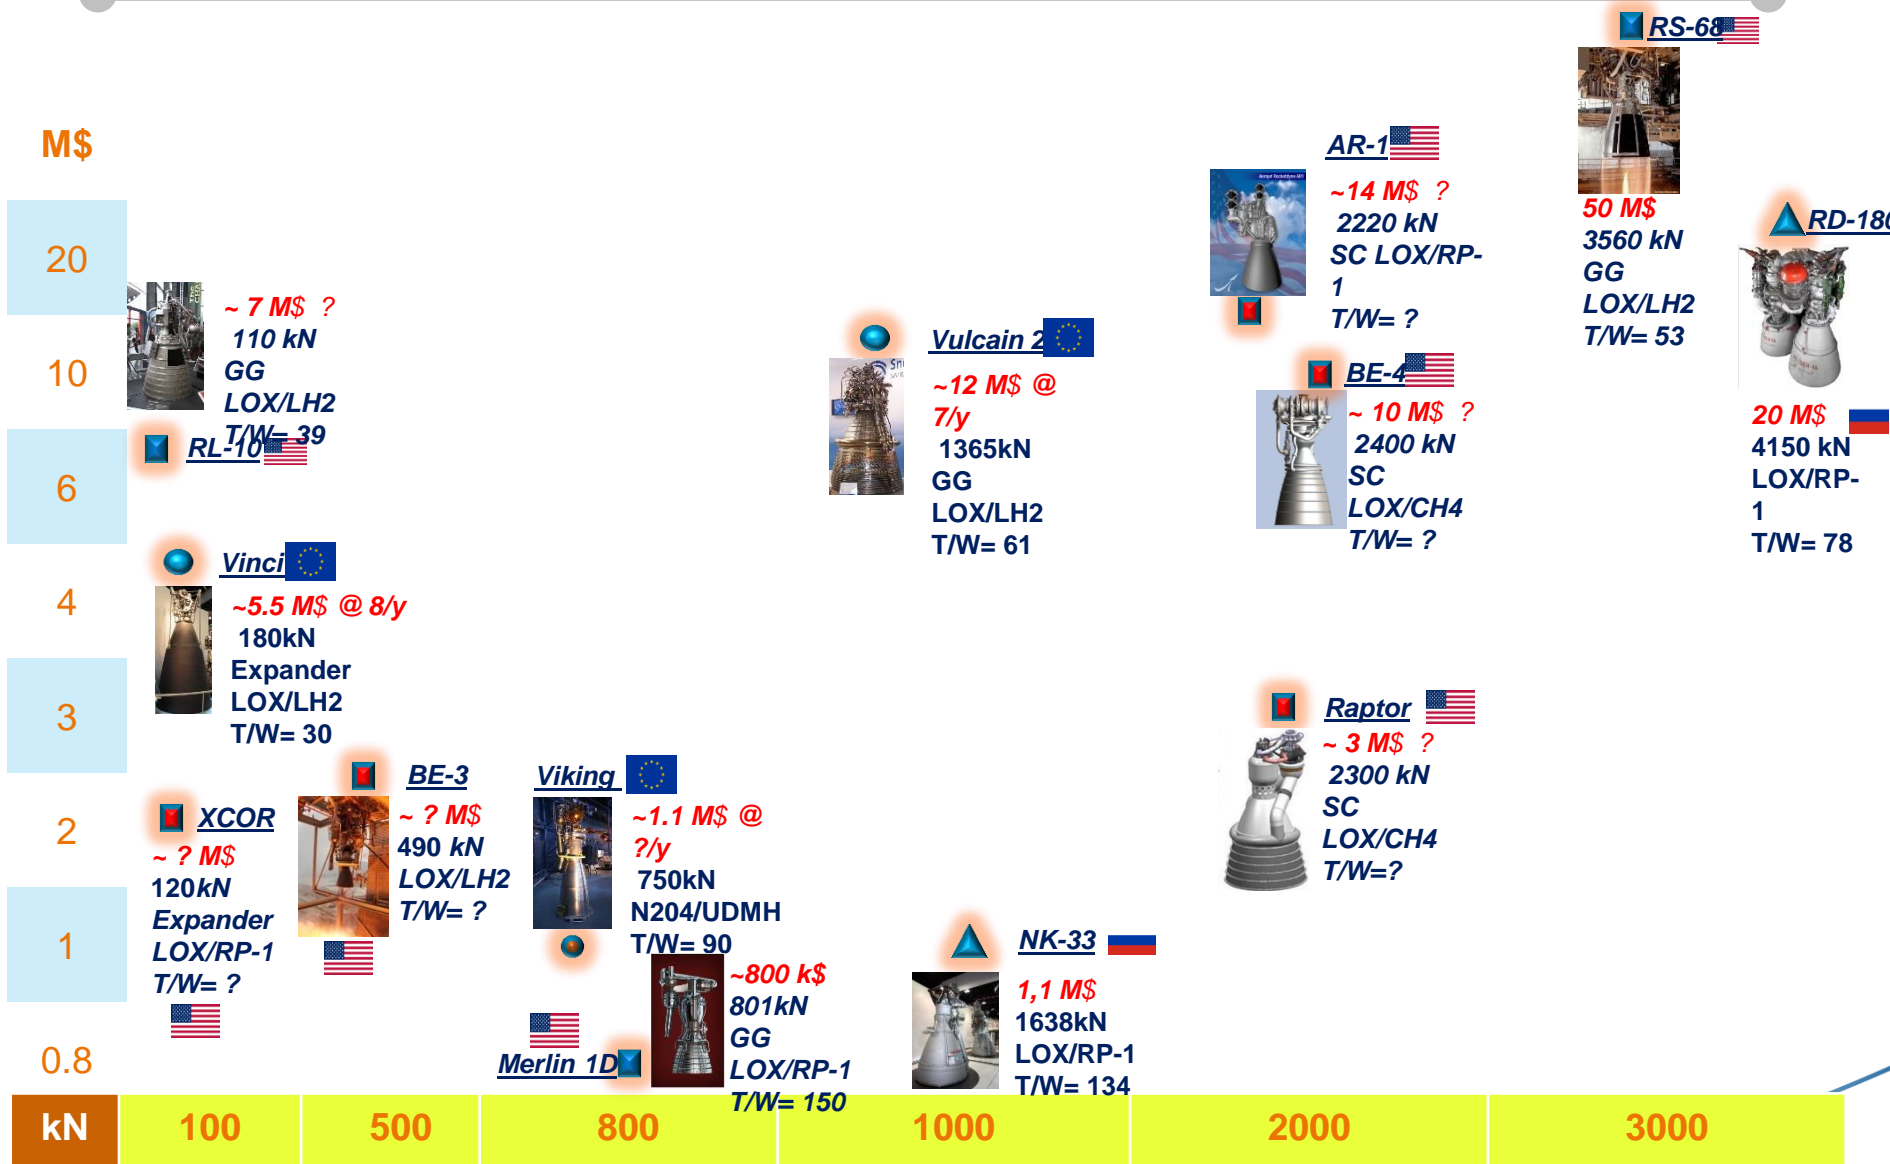 RS-68
M$
AR-1
~14 M$ ?
2220 kN
SC LOX/RP-
1
T/W= ?
50 M$
3560 kN
GG
LOX/LH2
T/W= 53
RD-180
20 M$
4150 kN
LOX/RP-
1
T/W= 78
20
~ 7 M$ ?
110 kN
GG
LOX/LH2
T/W= 39
RL-10
Vulcain 2
~12 M$ @
7/y
1365kN
GG
LOX/LH2
T/W= 61
10
BE-4
~ 10 M$ ?
2400 kN
SC
LOX/CH4
T/W= ?
6
Vinci
~5.5 M$ @ 8/y
180kN
Expander
LOX/LH2
T/W= 30
4
3
Raptor
~ 3 M$ ?
2300 kN
SC
LOX/CH4
T/W=?
XCOR
~ ? M$
120kN
Expander
LOX/RP-1
T/W= ?
BE-3
~ ? M$
490 kN
LOX/LH2
T/W= ?
Viking
~1.1 M$ @
?/y
750kN
N204/UDMH
T/W= 90
2
1
NK-33
1,1 M$
1638kN
LOX/RP-1
T/W= 134
Merlin 1D
~800 k$
801kN
GG
LOX/RP-1
T/W= 150
0.8
kN 100 500 800 1000 2000 3000